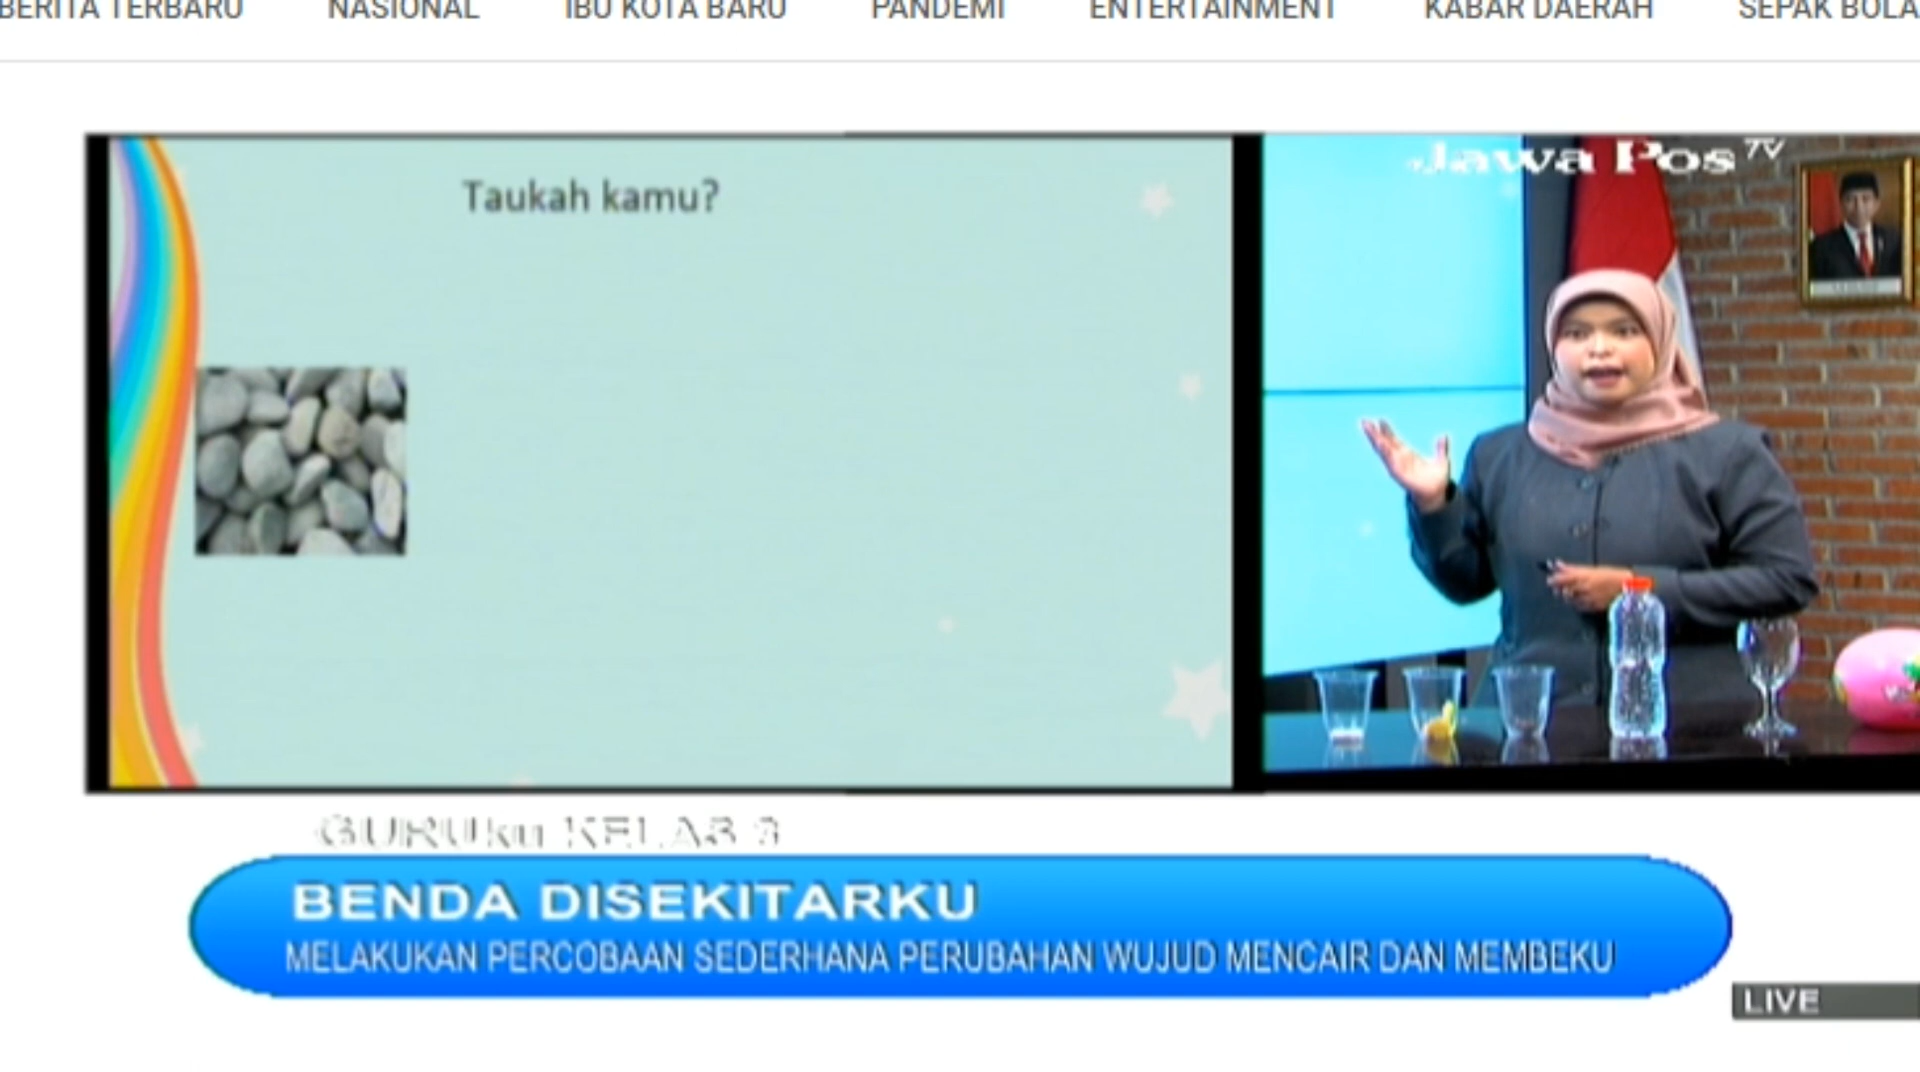 BERITA TERBARU NASIONAL IBU KOTA BARU PANDEMI ENTERTAINMENT KABAR DAERAH SEPAK BOLA
Jawa Pos TV
Taukah kamu?
GURUku KELAS 3
BENDA DISEKITARKU
MELAKUKAN PERCOBAAN SEDERHANA PERUBAHAN WUJUD MENCAIR DAN MEMBEKU
LIVE